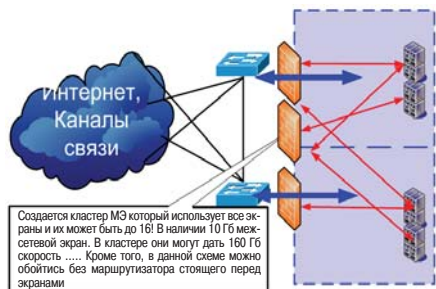 Интернет,
Каналы
связи
Создается кластер МЭ который использует все эк-
раны и их может быть до 16! В наличии 10 Гб меж-
сетевой экран. В кластере они могут дать 160 Гб
скорость ..... Кроме того, в данной схеме можно
обойтись без маршрутизатора стоящего перед
экранами